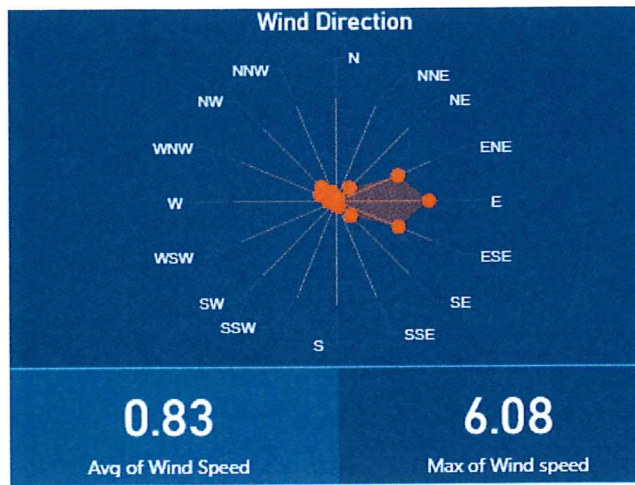 Wind Direction
N
NNW
NNE
NW
NE
WNW
ENE
W
E
WSW
ESE
SW
SE
SSW
SSE
S
0.83
6.08
Avg of Wind Speed
Max of Wind speed